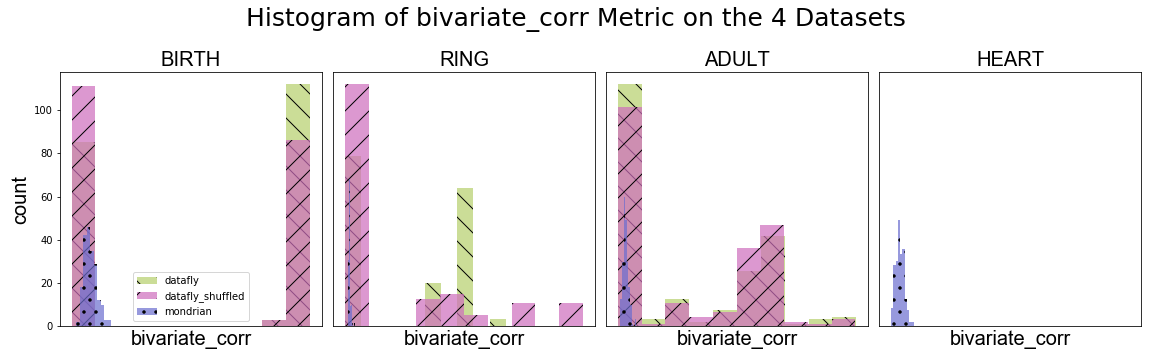 Histogram of bivariate_corr Metric on the 4 Datasets
BIRTH RING ADULT HEART
count
100
80
60
40
20
0
datafly
datafly_shuffled
mondrian
bivariate_corr bivariate_corr bivariate_corr bivariate_corr